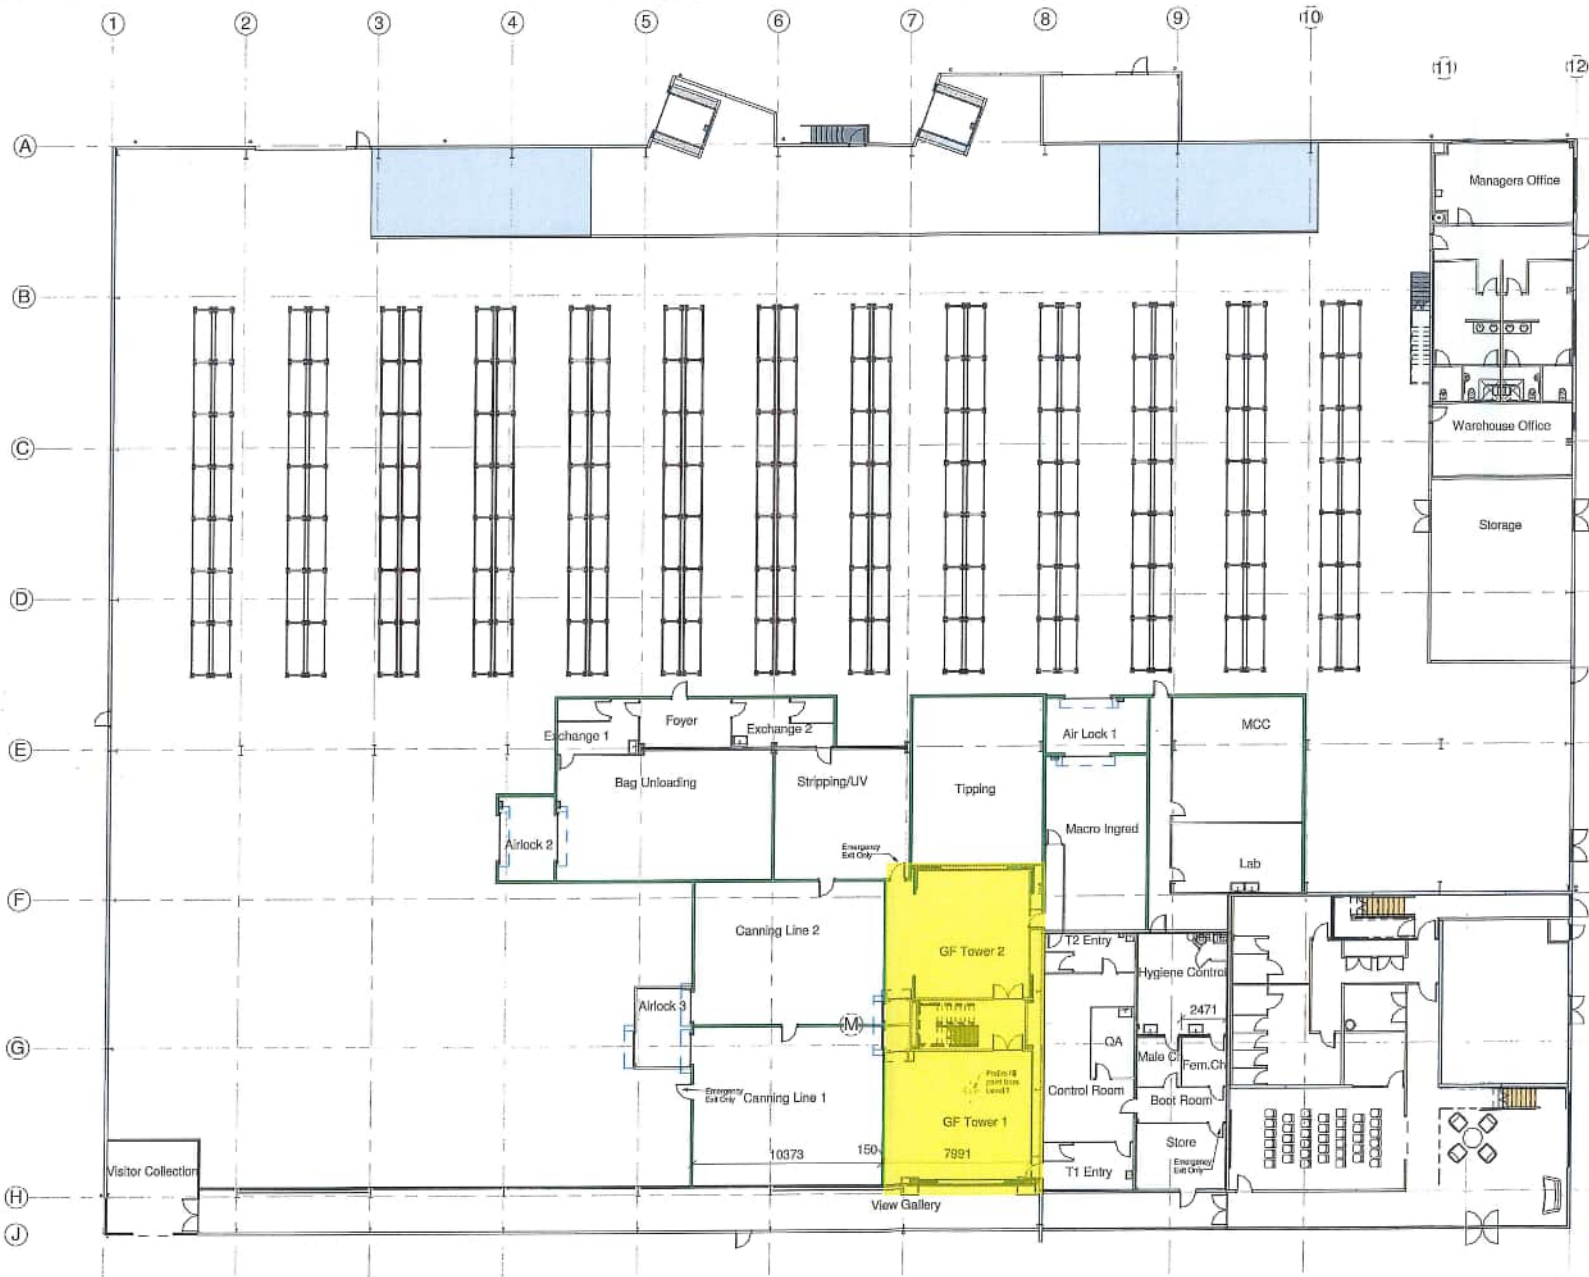 1 2 3 4 5 6 7 8 9 10
(11) (12)
A
Managers Office
B
C
Warehouse Office
Storage
D
Foyer
Exchange 1
Exchange 2
Air Lock 1
MCC
E
Bag Unloading
Stripping/UV
Tipping
Macro Ingred
Airlock 2
Emergency
Exit Only
Lab
F
Canning Line 2
GF Tower 2
T2 Entry
Hygiene Control
Airlock 3
M
2471
G
QA
Male C
Fem.Ch
Emergency
Exit Only
Canning Line 1
Control Room
Boot Room
GF Tower 1
Store
10373
150
7991
Emergency
Exit Only
T1 Entry
Visitor Collection
H
View Gallery
J